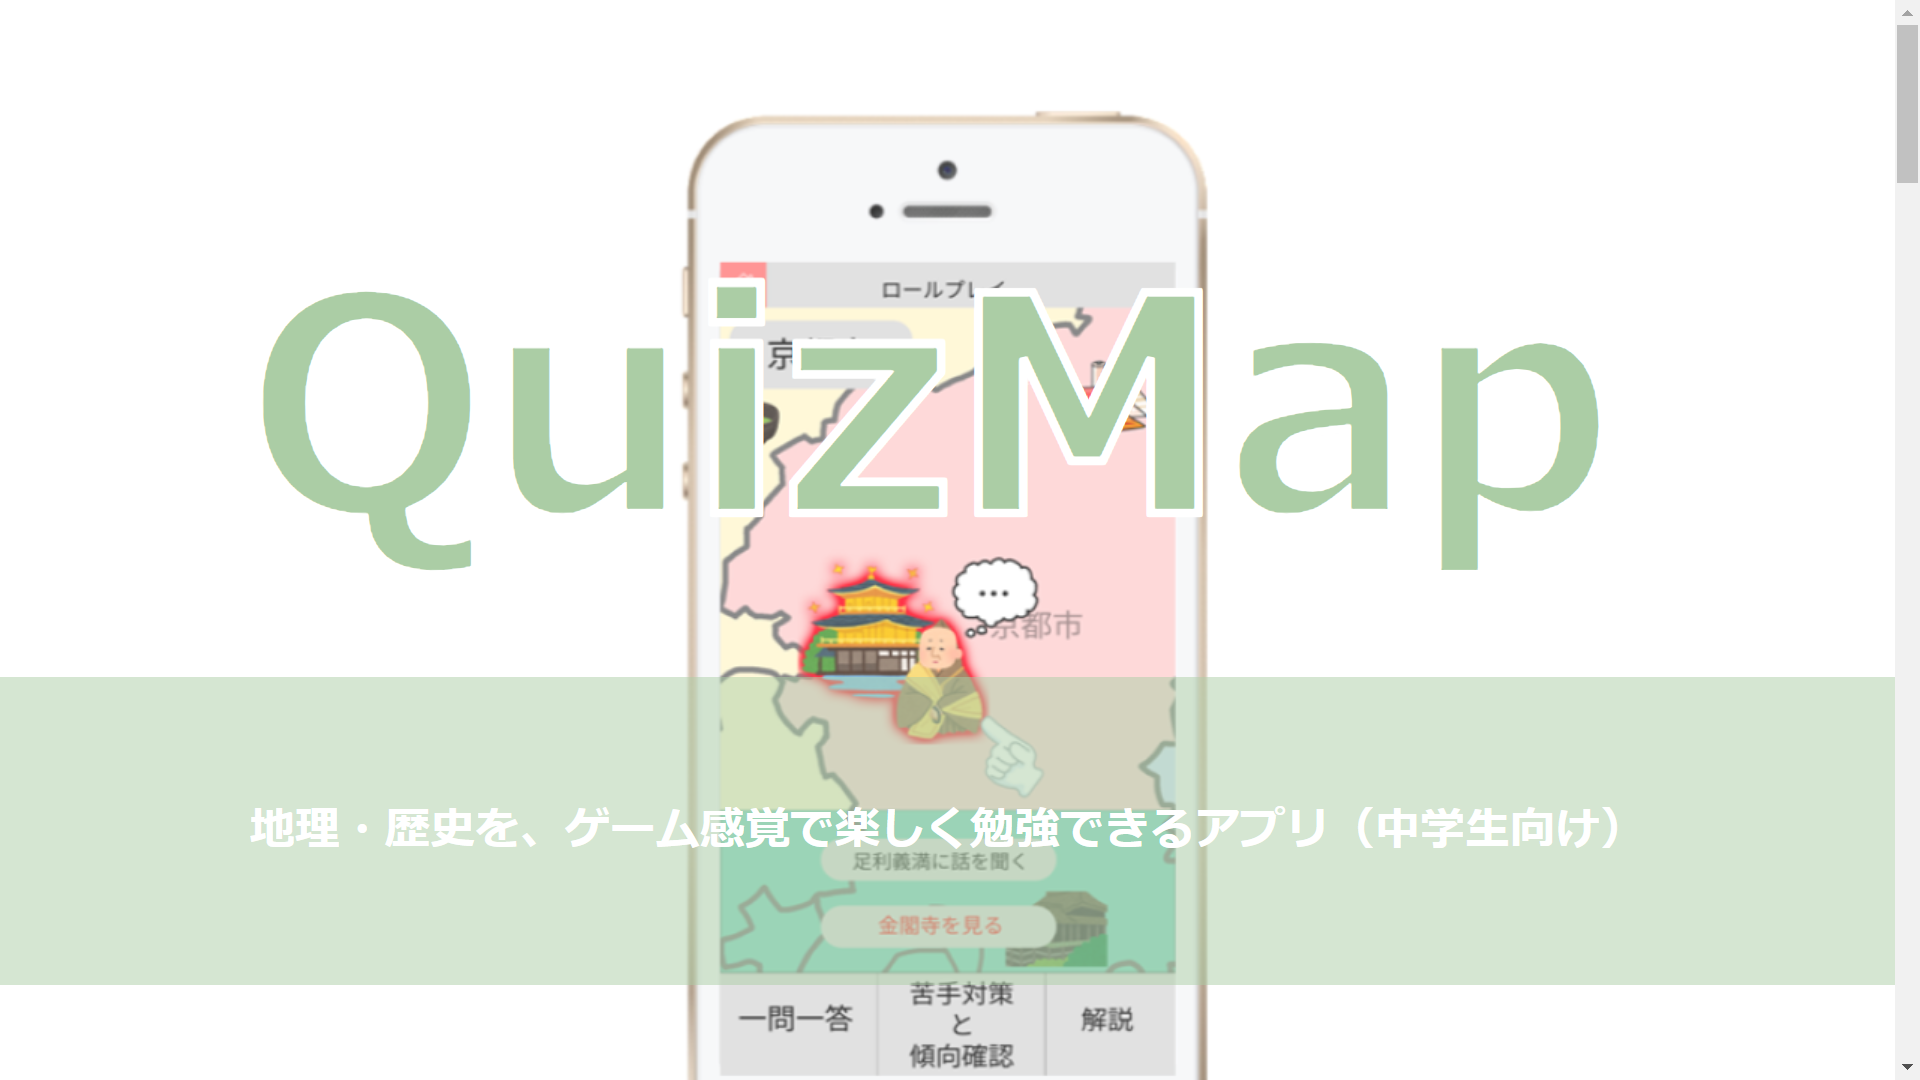 ロールプレイ
QuizMap
京都市
地理・歴史を、ゲーム感覚で楽しく勉強できるアプリ（中学生向け）
足利義満に話を聞く
金閣寺を見る
一問一答
苦手対策
と
傾向確認
解説